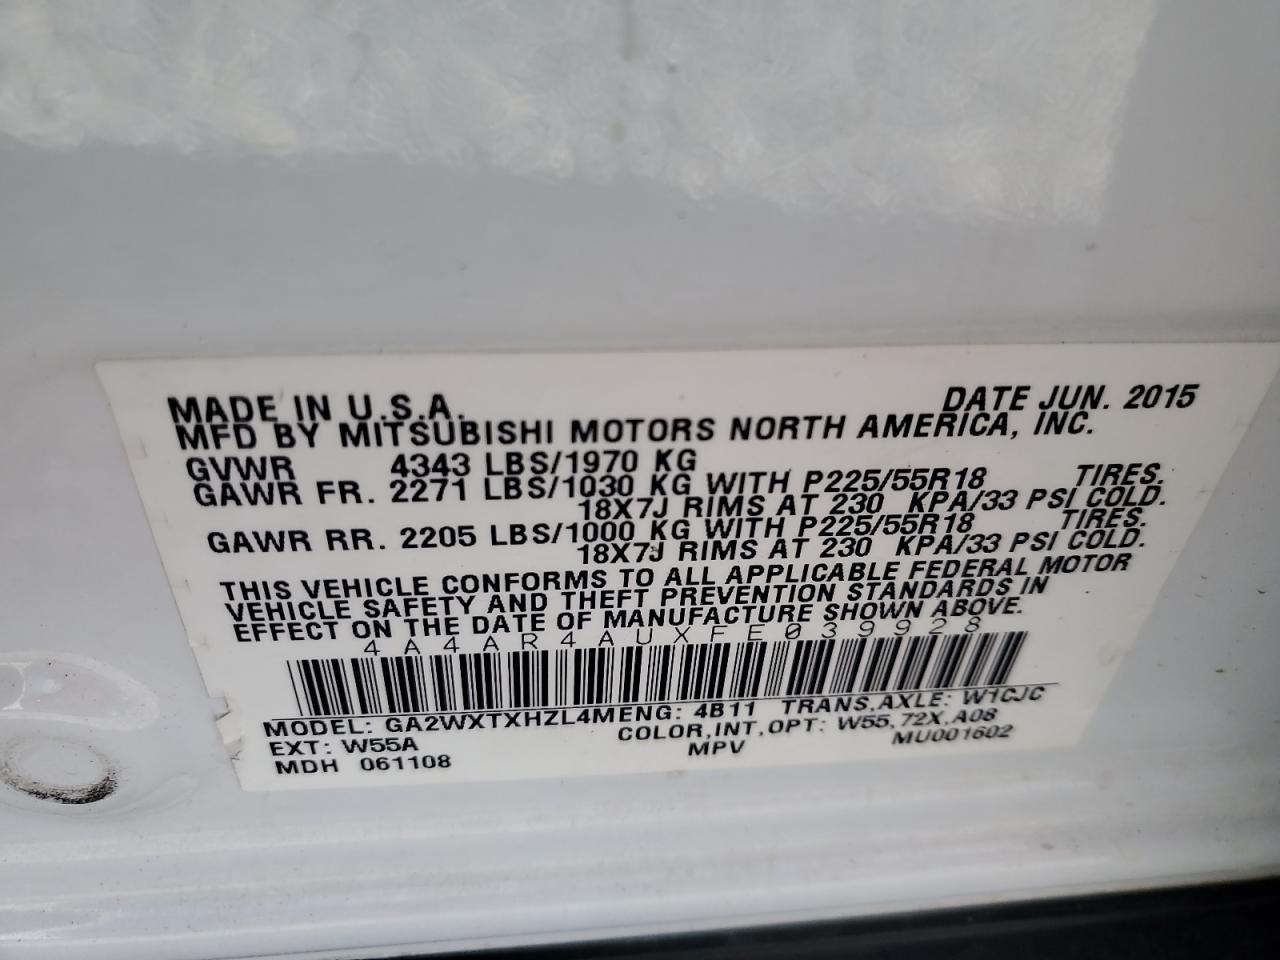 MADE IN U.S.A. DATE JUN. 2015
MFD BY MITSUBISHI MOTORS NORTH AMERICA, INC.
GVWR 4343 LBS/1970 KG
GAWR FR. 2271 LBS/1030 KG WITH P225/55R18 TIRES.
18X7J RIMS AT 230 KPA/33 PSI COLD.
GAWR RR. 2205 LBS/1000 KG WITH P225/55R18 TIRES.
18X7J RIMS AT 230 KPA/33 PSI COLD.
THIS VEHICLE CONFORMS TO ALL APPLICABLE FEDERAL MOTOR
VEHICLE SAFETY AND THEFT PREVENTION STANDARDS IN
EFFECT ON THE DATE OF MANUFACTURE SHOWN ABOVE.
4A4AR4AUXFE039928
MODEL: GA2WXTXHZL4MENG: 4B11 TRANS,AXLE: W1CJC
EXT: W55A COLOR,INT,OPT: W55,72X,A08
MDH 061108 MPV MU001602